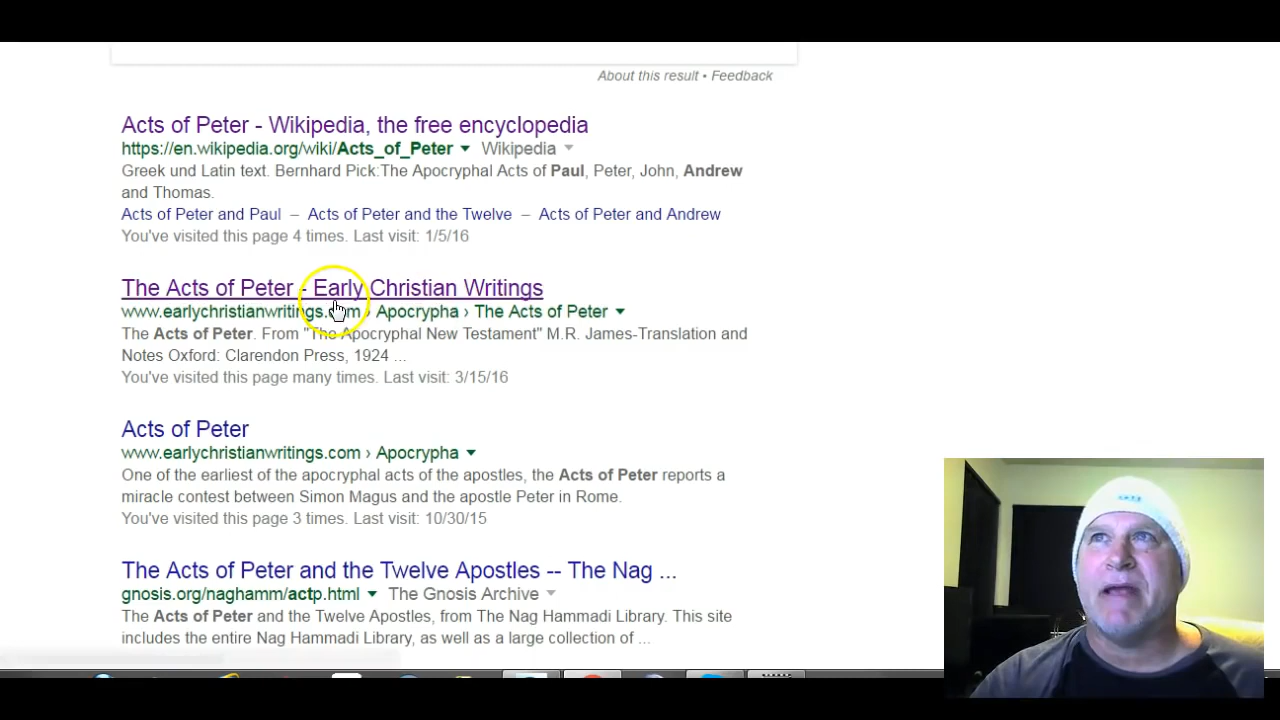 About this result • Feedback
Acts of Peter - Wikipedia, the free encyclopedia
https://en.wikipedia.org/wiki/Acts_of_Peter Wikipedia
Greek und Latin text. Bernhard Pick:The Apocryphal Acts of Paul, Peter, John, Andrew
and Thomas.
Acts of Peter and Paul – Acts of Peter and the Twelve – Acts of Peter and Andrew
You've visited this page 4 times. Last visit: 1/5/16
The Acts of Peter - Early Christian Writings
www.earlychristianwritings.com › Apocrypha › The Acts of Peter
The Acts of Peter. From "The Apocryphal New Testament" M.R. James-Translation and
Notes Oxford: Clarendon Press, 1924 ...
You've visited this page many times. Last visit: 3/15/16
Acts of Peter
www.earlychristianwritings.com › Apocrypha
One of the earliest of the apocryphal acts of the apostles, the Acts of Peter reports a
miracle contest between Simon Magus and the apostle Peter in Rome.
You've visited this page 3 times. Last visit: 10/30/15
The Acts of Peter and the Twelve Apostles -- The Nag ...
gnosis.org/naghamm/actp.html The Gnosis Archive
The Acts of Peter and the Twelve Apostles, from The Nag Hammadi Library. This site
includes the entire Nag Hammadi Library, as well as a large collection of ...